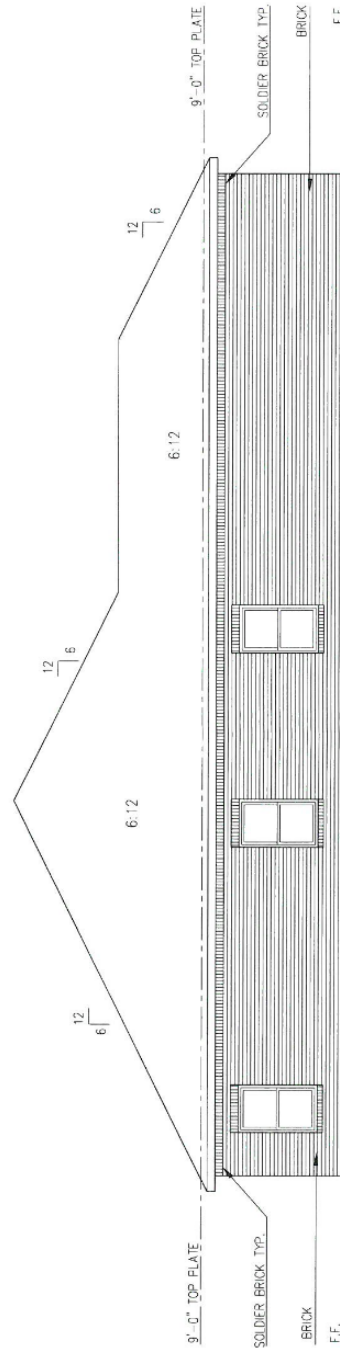 12
6
12
6
12
6
6:12
6:12
9'-0" TOP PLATE
9'-0" TOP PLATE
SOLDIER BRICK TYP.
SOLDIER BRICK TYP.
BRICK
BRICK
F.F.
F.F.